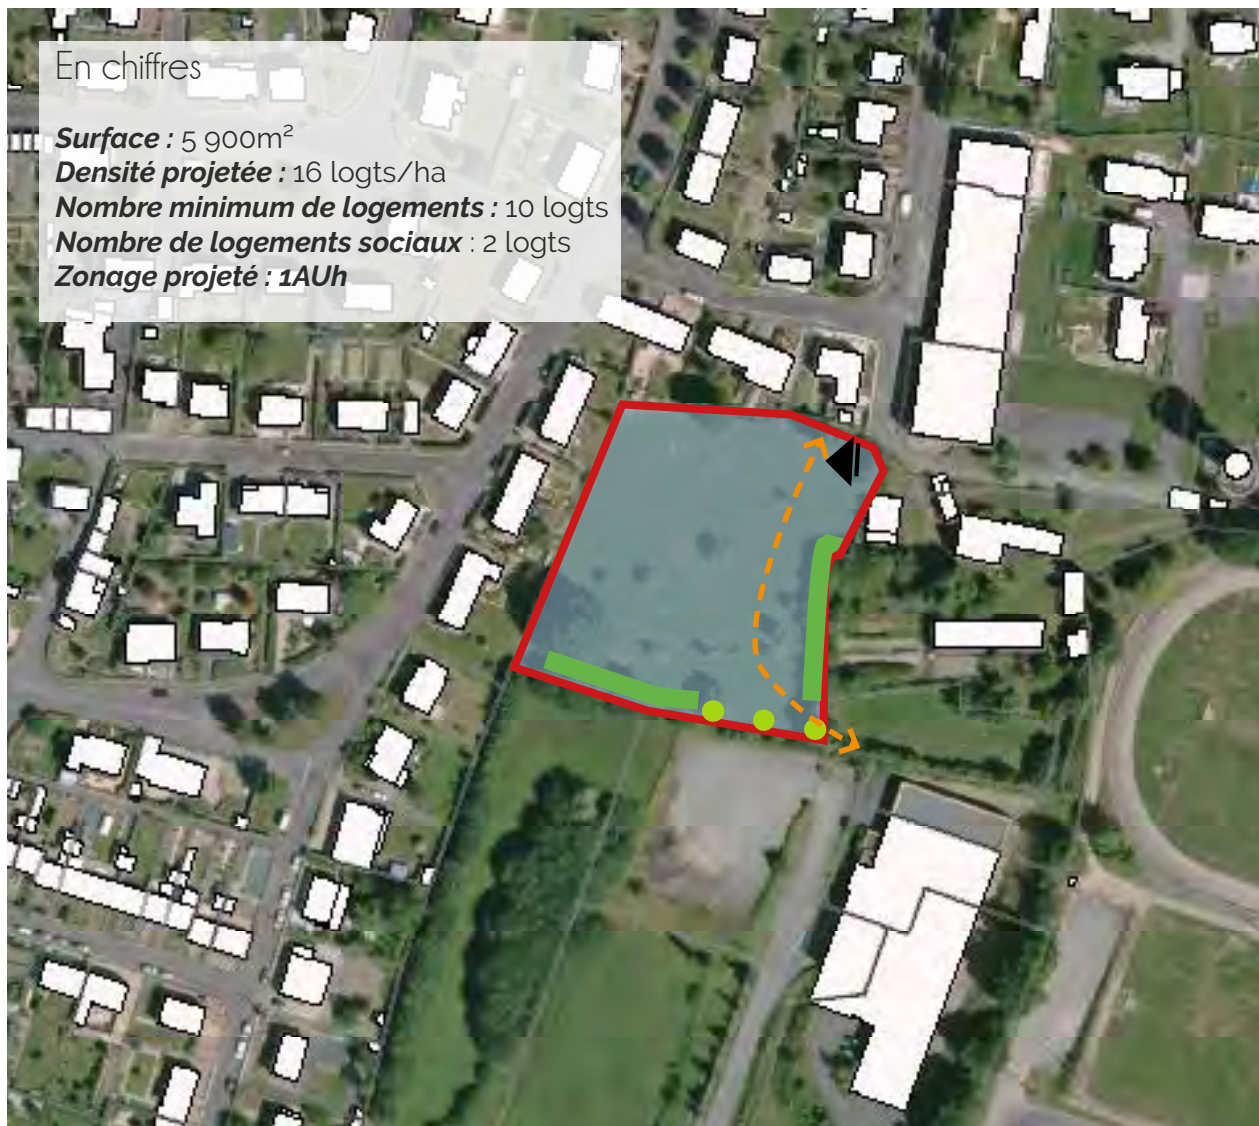 En chiffres
Surface : 5 900m²
Densité projetée : 16 logts/ha
Nombre minimum de logements : 10 logts
Nombre de logements sociaux : 2 logts
Zonage projeté : 1AUh